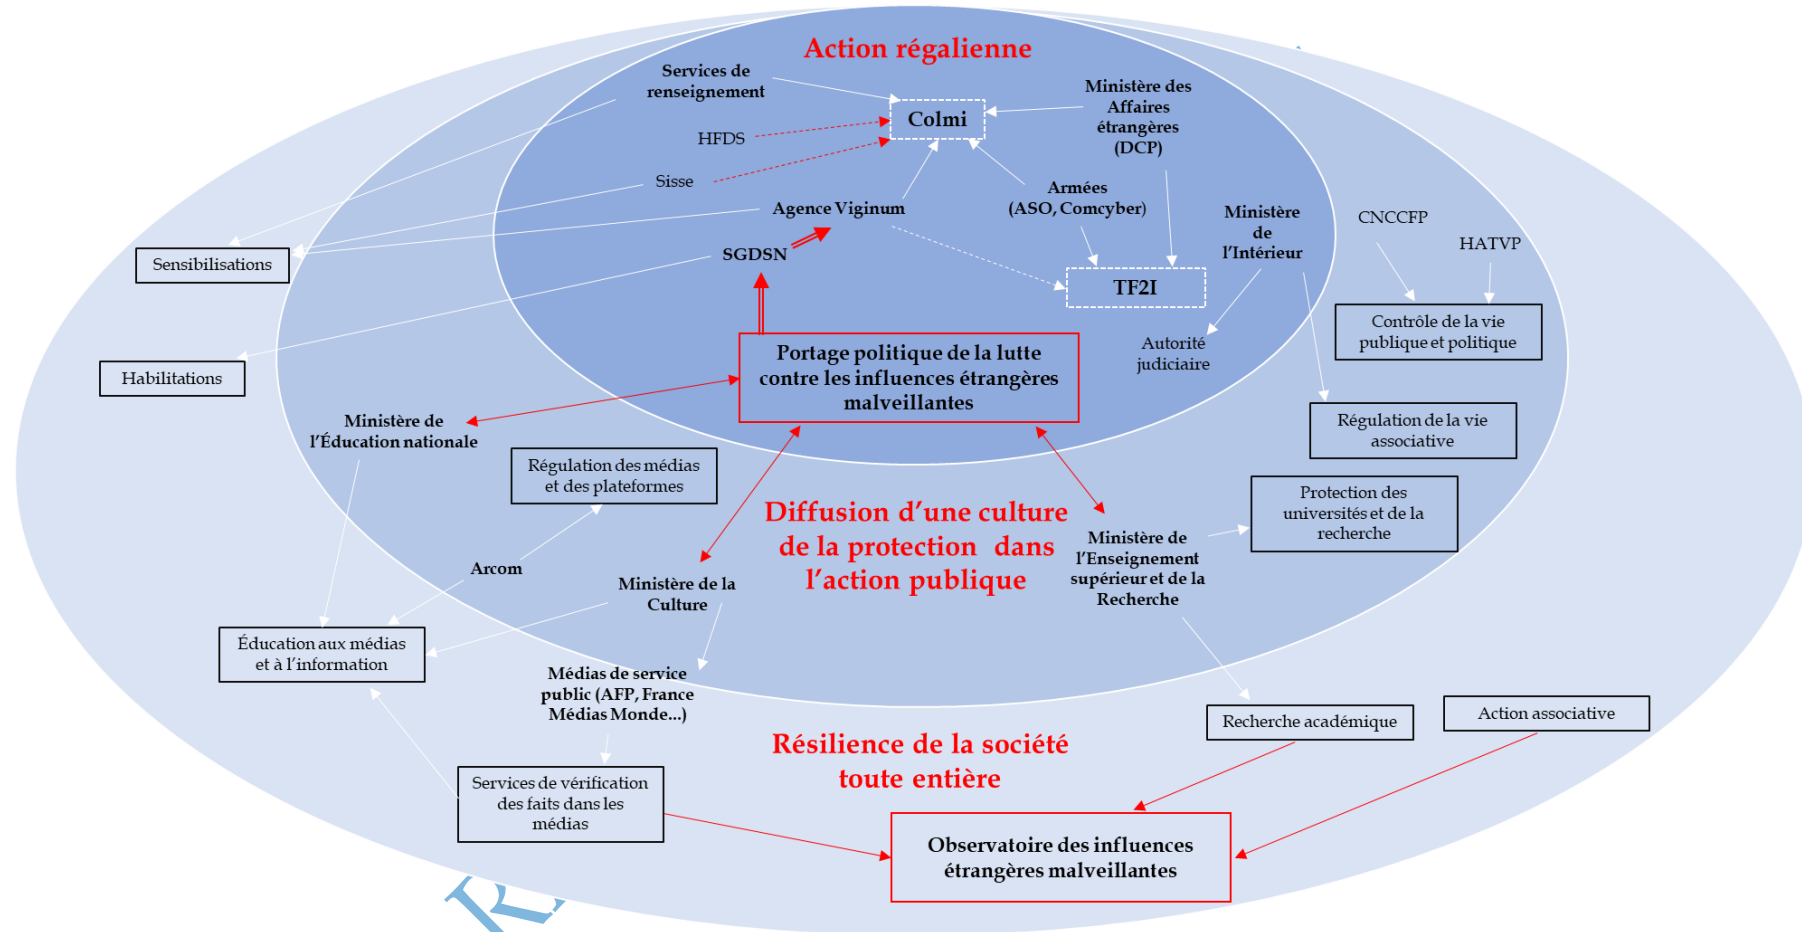 Action régalienne
Services de
renseignement
Ministère des
Affaires
étrangères
(DCP)
Colmi
HFDS
Sisse
Armées
(ASO, Comcyber)
Agence Viginum
Ministère
de
l’Intérieur
CNCCFP
HATVP
SGDSN
Sensibilisations
TF2I
Contrôle de la vie
publique et politique
Autorité
judiciaire
Portage politique de la lutte
contre les influences étrangères
malveillantes
Habilitations
Ministère de
l’Éducation nationale
Régulation de la vie
associative
Régulation des médias
et des plateformes
Protection des
universités et de la
recherche
Diffusion d’une culture
de la protection dans
l’action publique
Ministère de
l’Enseignement
supérieur et de la
Recherche
Arcom
Ministère de la
Culture
Éducation aux médias
et à l’information
Médias de service
public (AFP, France
Médias Monde...)
Recherche académique
Action associative
Résilience de la société
toute entière
Services de vérification
des faits dans les
médias
Observatoire des influences
étrangères malveillantes